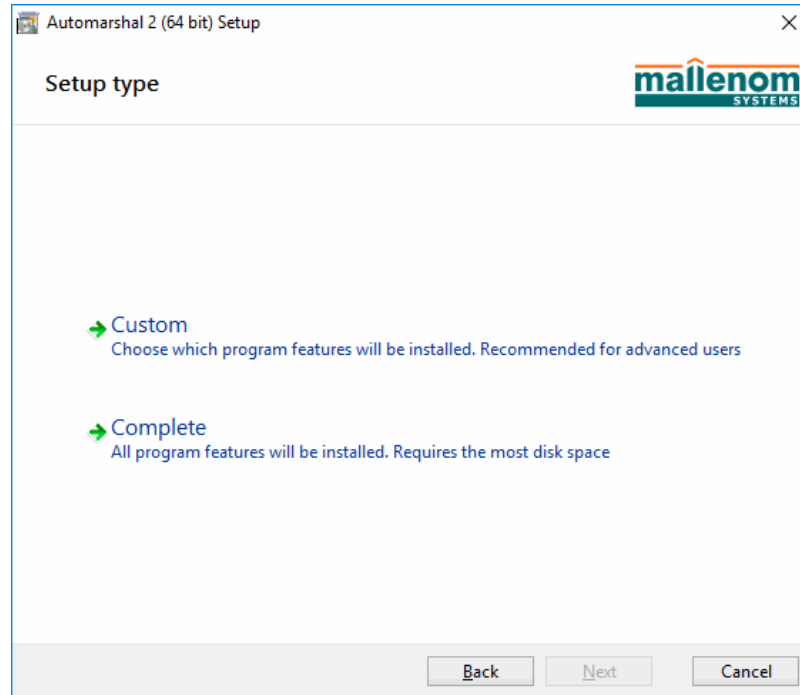 Automarshal 2 (64 bit) Setup
Setup type
mallenom
SYSTEMS
Custom
Choose which program features will be installed. Recommended for advanced users
Complete
All program features will be installed. Requires the most disk space
Back
Next
Cancel